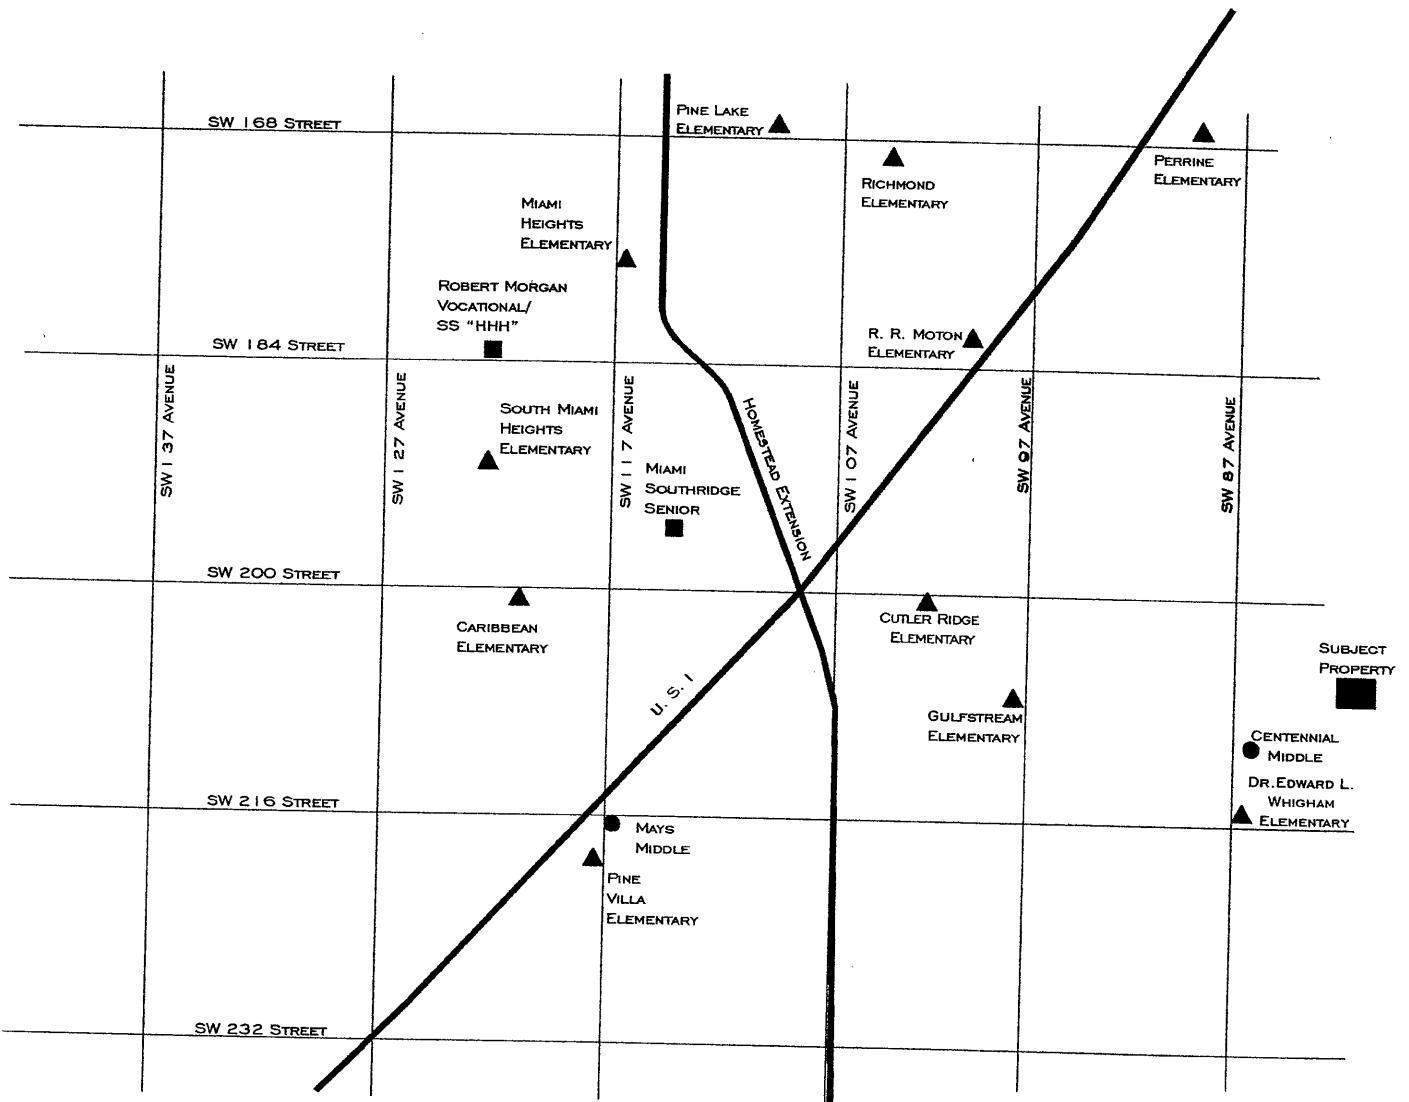 PINE LAKE
ELEMENTARY
SW 168 STREET
PERRINE
ELEMENTARY
RICHMOND
ELEMENTARY
MIAMI
HEIGHTS
ELEMENTARY
ROBERT MORGAN
VOCATIONAL/
SS "HHH"
SW 184 STREET
R. R. MOTON
ELEMENTARY
SW 137 AVENUE
SW 127 AVENUE
SW 117 AVENUE
HOMESTEAD EXTENSION
SW 107 AVENUE
SW 97 AVENUE
SW 87 AVENUE
SOUTH MIAMI
HEIGHTS
ELEMENTARY
MIAMI
SOUTHRIDGE
SENIOR
SW 200 STREET
CARIBBEAN
ELEMENTARY
CUTLER RIDGE
ELEMENTARY
SUBJECT
PROPERTY
U. S. 1
GULFSTREAM
ELEMENTARY
CENTENNIAL
MIDDLE
DR. EDWARD L.
WHIGHAM
ELEMENTARY
SW 216 STREET
MAYS
MIDDLE
PINE
VILLA
ELEMENTARY
SW 232 STREET